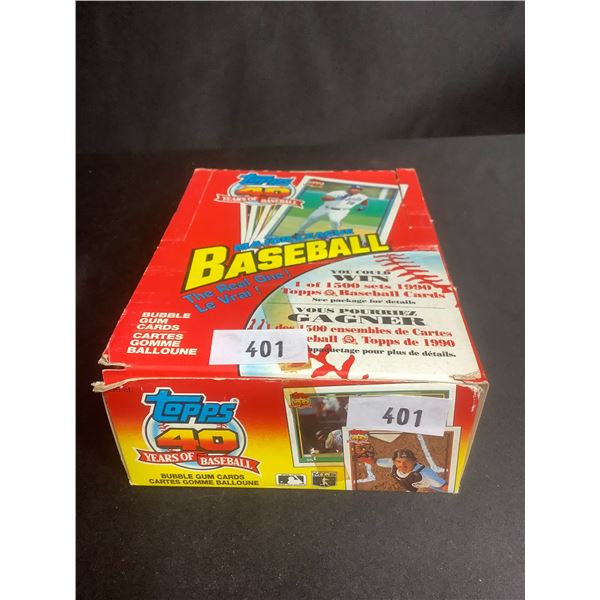 Topps
40
YEARS OF BASEBALL
MAJOR LEAGUE
BASEBALL
The Real One!
Le Vrai!
YOU COULD
WIN
1 of 1500 sets 1990
Topps Baseball Cards
See package for details
VOUS POURRIEZ
GAGNER
des 1500 ensembles de Cartes
Topps de 1990
paquetage pour plus de détails.
BUBBLE
GUM
CARDS
CARTES
GOMME
BALLOUNE
401
Topps
40
YEARS OF BASEBALL
BUBBLE GUM CARDS
CARTES GOMME BALLOUNE
401